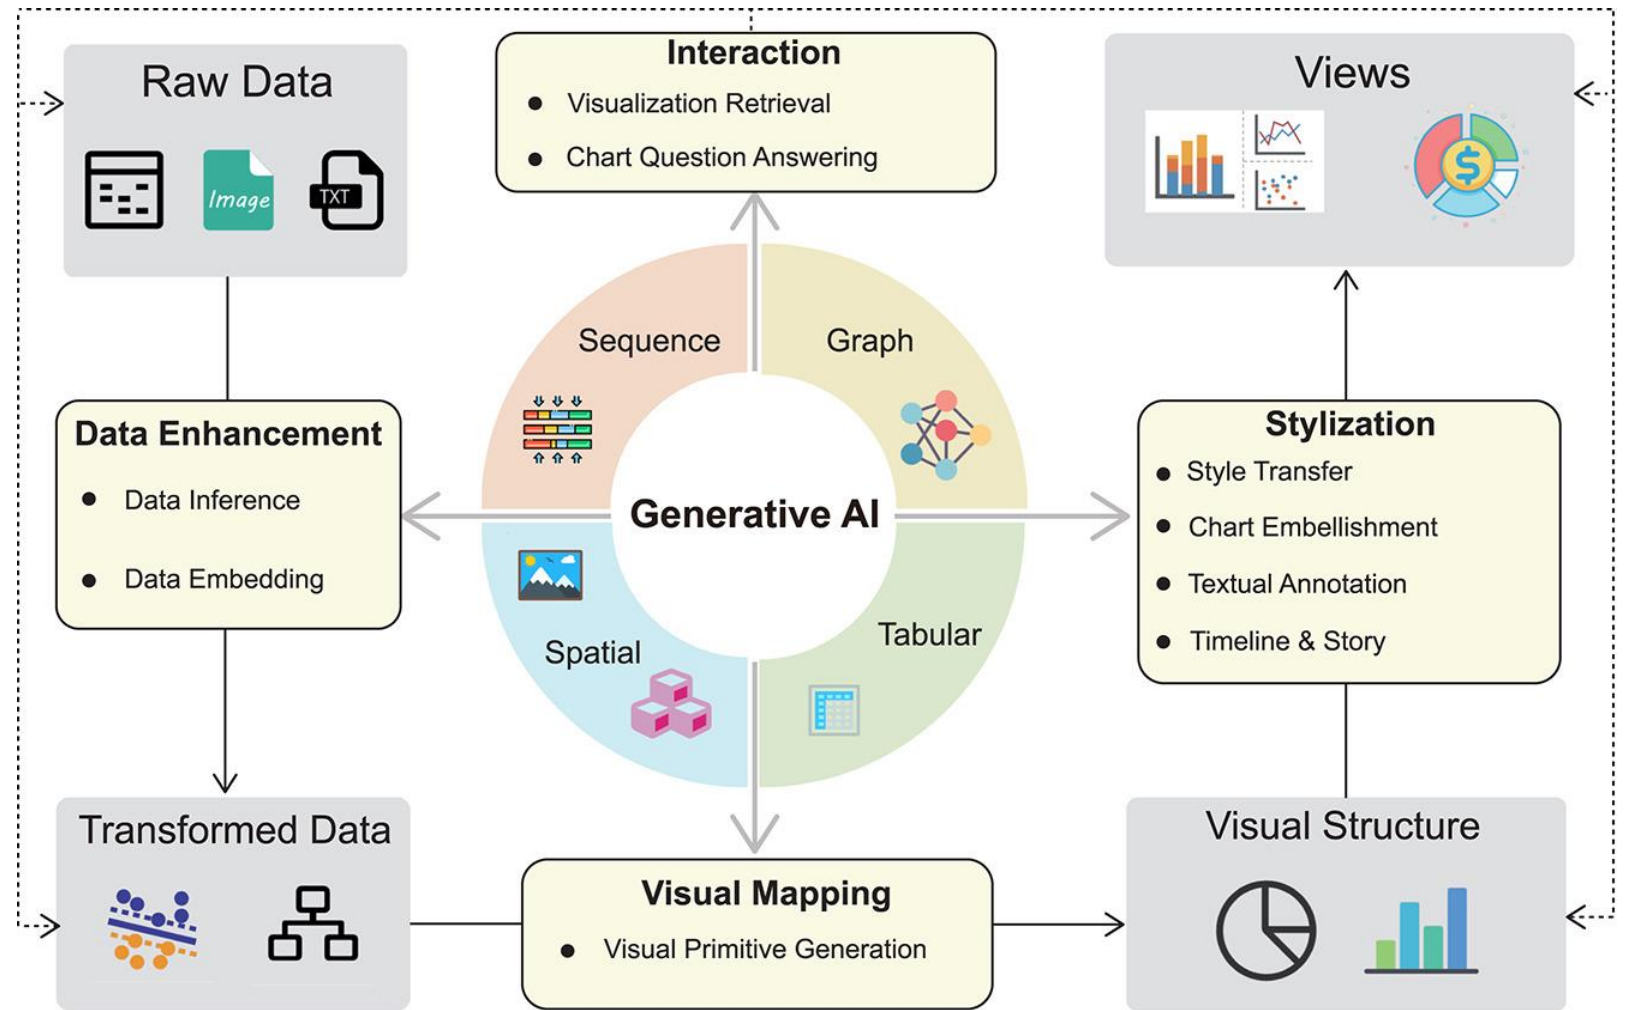 Raw Data
Image
TXT
Interaction
● Visualization Retrieval
● Chart Question Answering
Views
$
Sequence
Graph
Data Enhancement
● Data Inference
● Data Embedding
Generative AI
Stylization
● Style Transfer
● Chart Embellishment
● Textual Annotation
● Timeline & Story
Spatial
Tabular
Transformed Data
Visual Mapping
● Visual Primitive Generation
Visual Structure